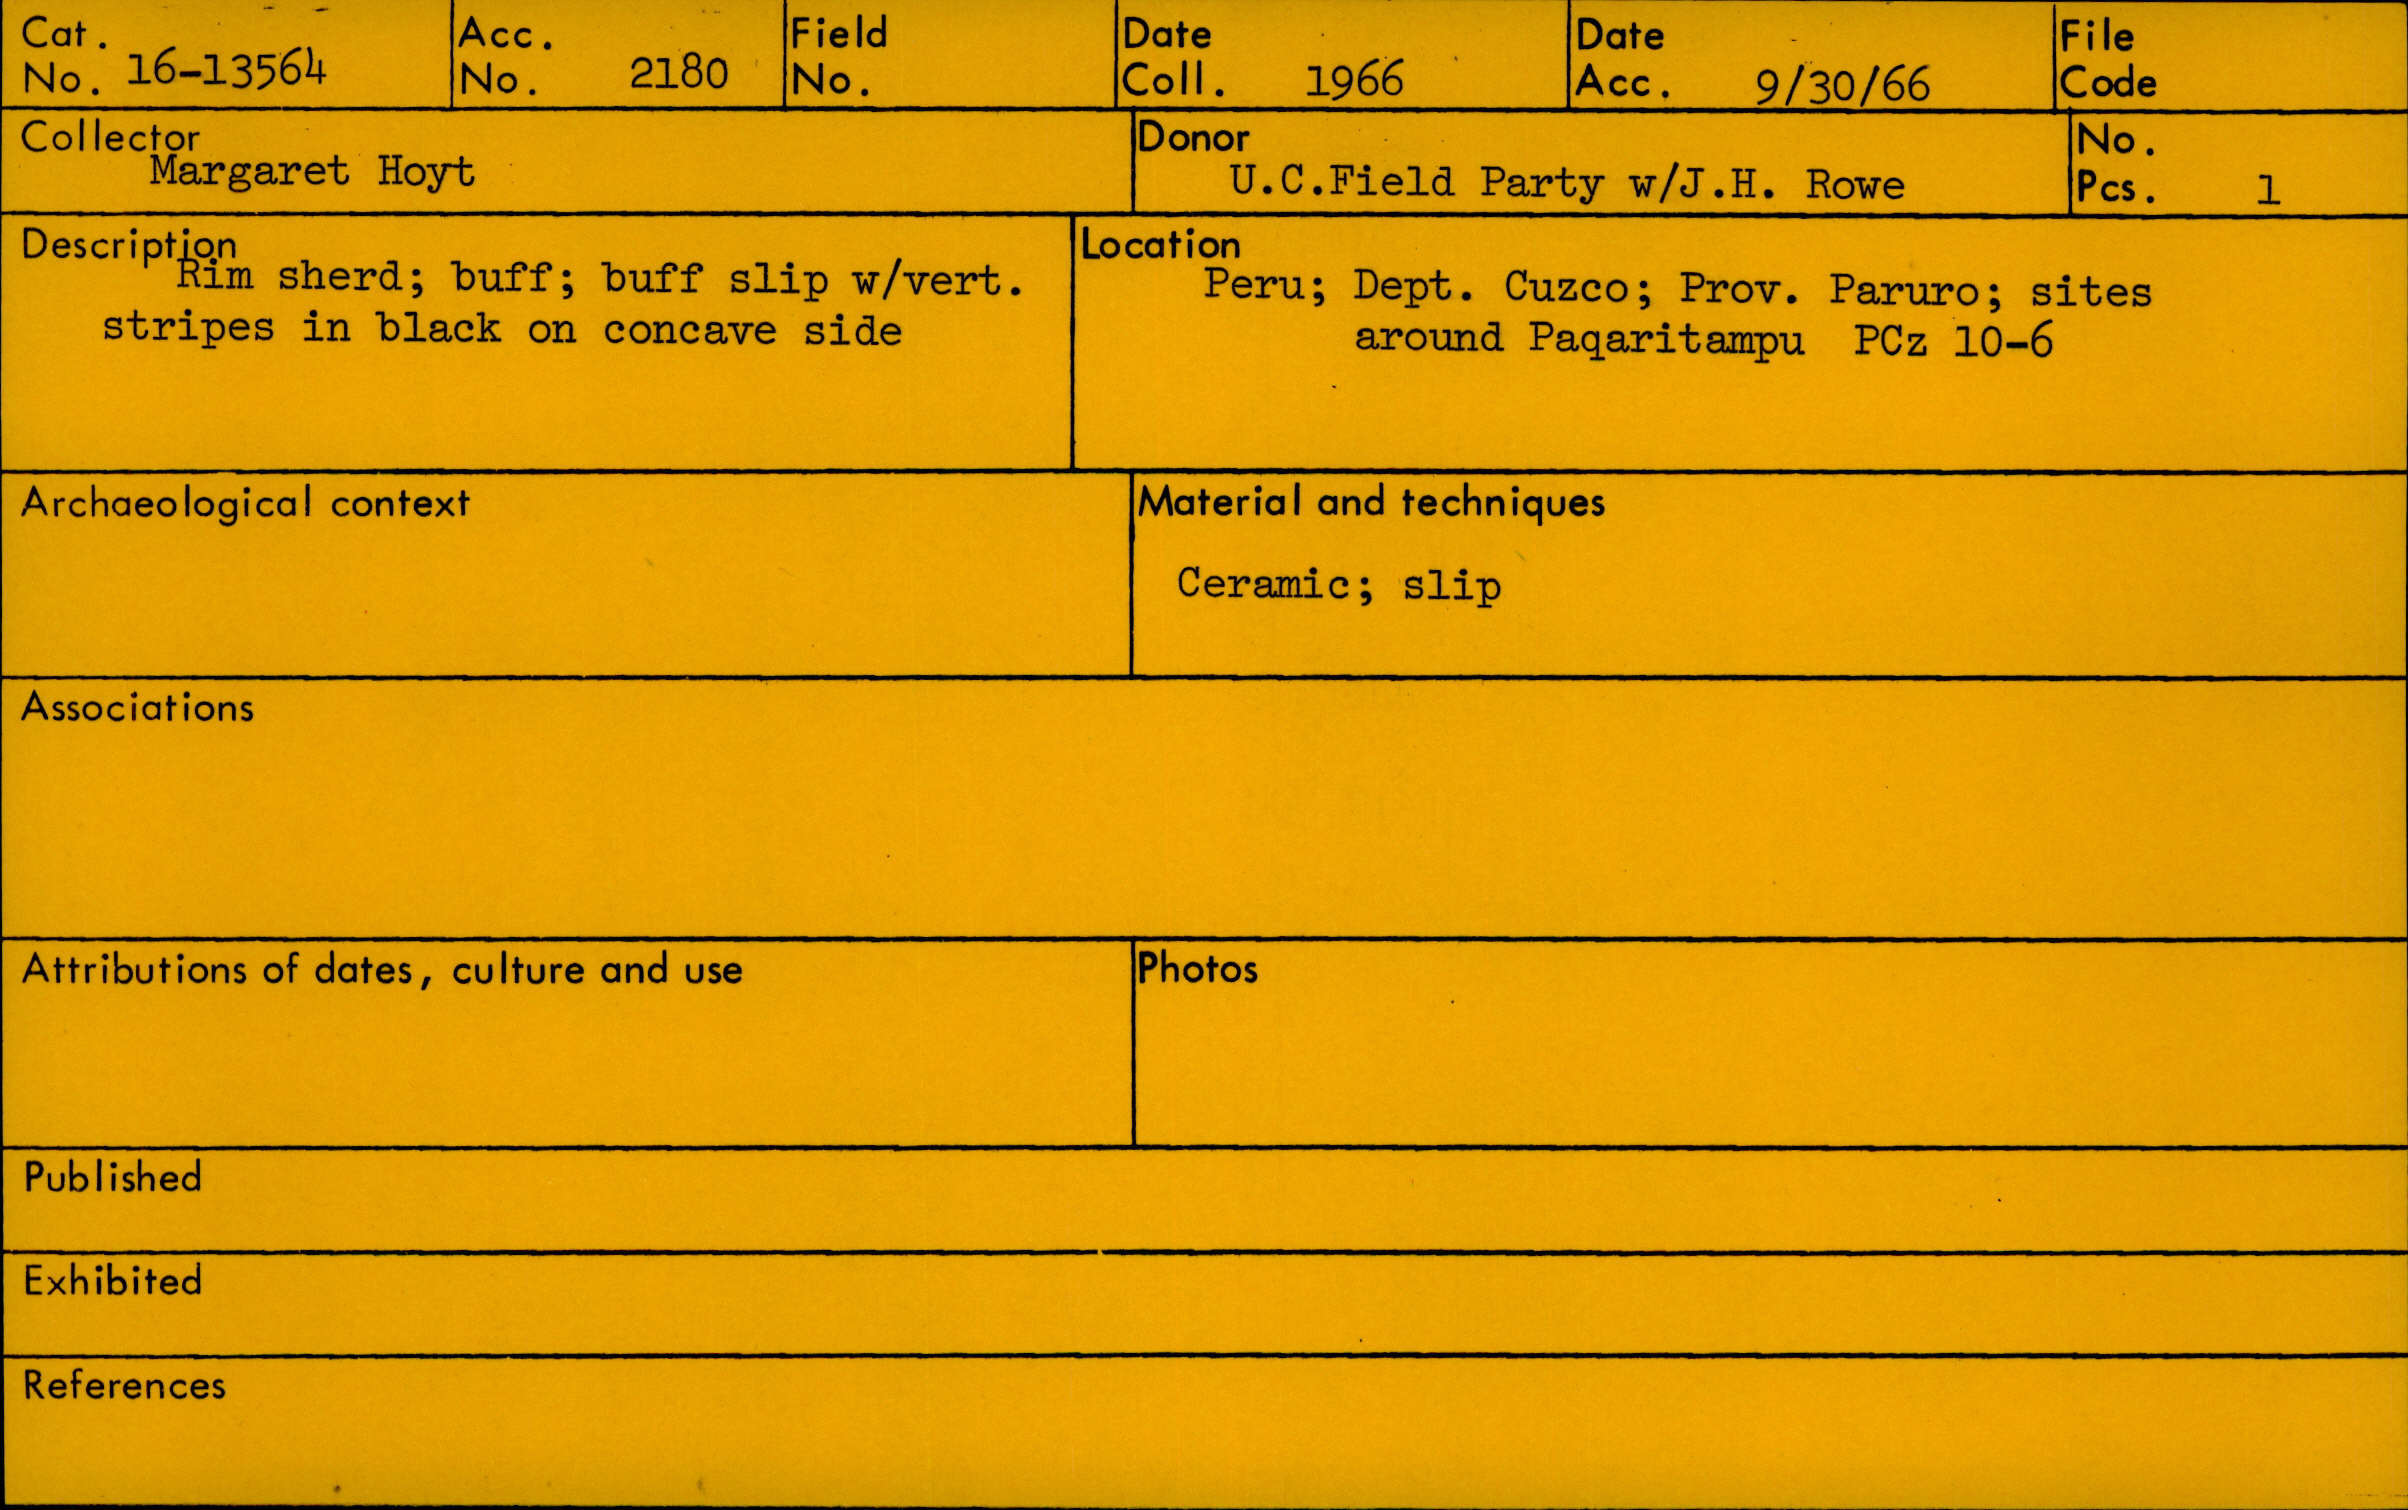 Cat. No. 16-13564
Acc. No. 2180
Field No.
Date Coll. 1966
Date Acc. 9/30/66
File Code
Collector
Margaret Hoyt
Donor
U.C.Field Party w/J.H. Rowe
No. Pcs. 1
Description
Rim sherd; buff; buff slip w/vert.
stripes in black on concave side
Location
Peru; Dept. Cuzco; Prov. Paruro; sites
around Paqaritampu PCz 10-6
Archaeological context
Material and techniques
Ceramic; slip
Associations
Attributions of dates, culture and use
Photos
Published
Exhibited
References